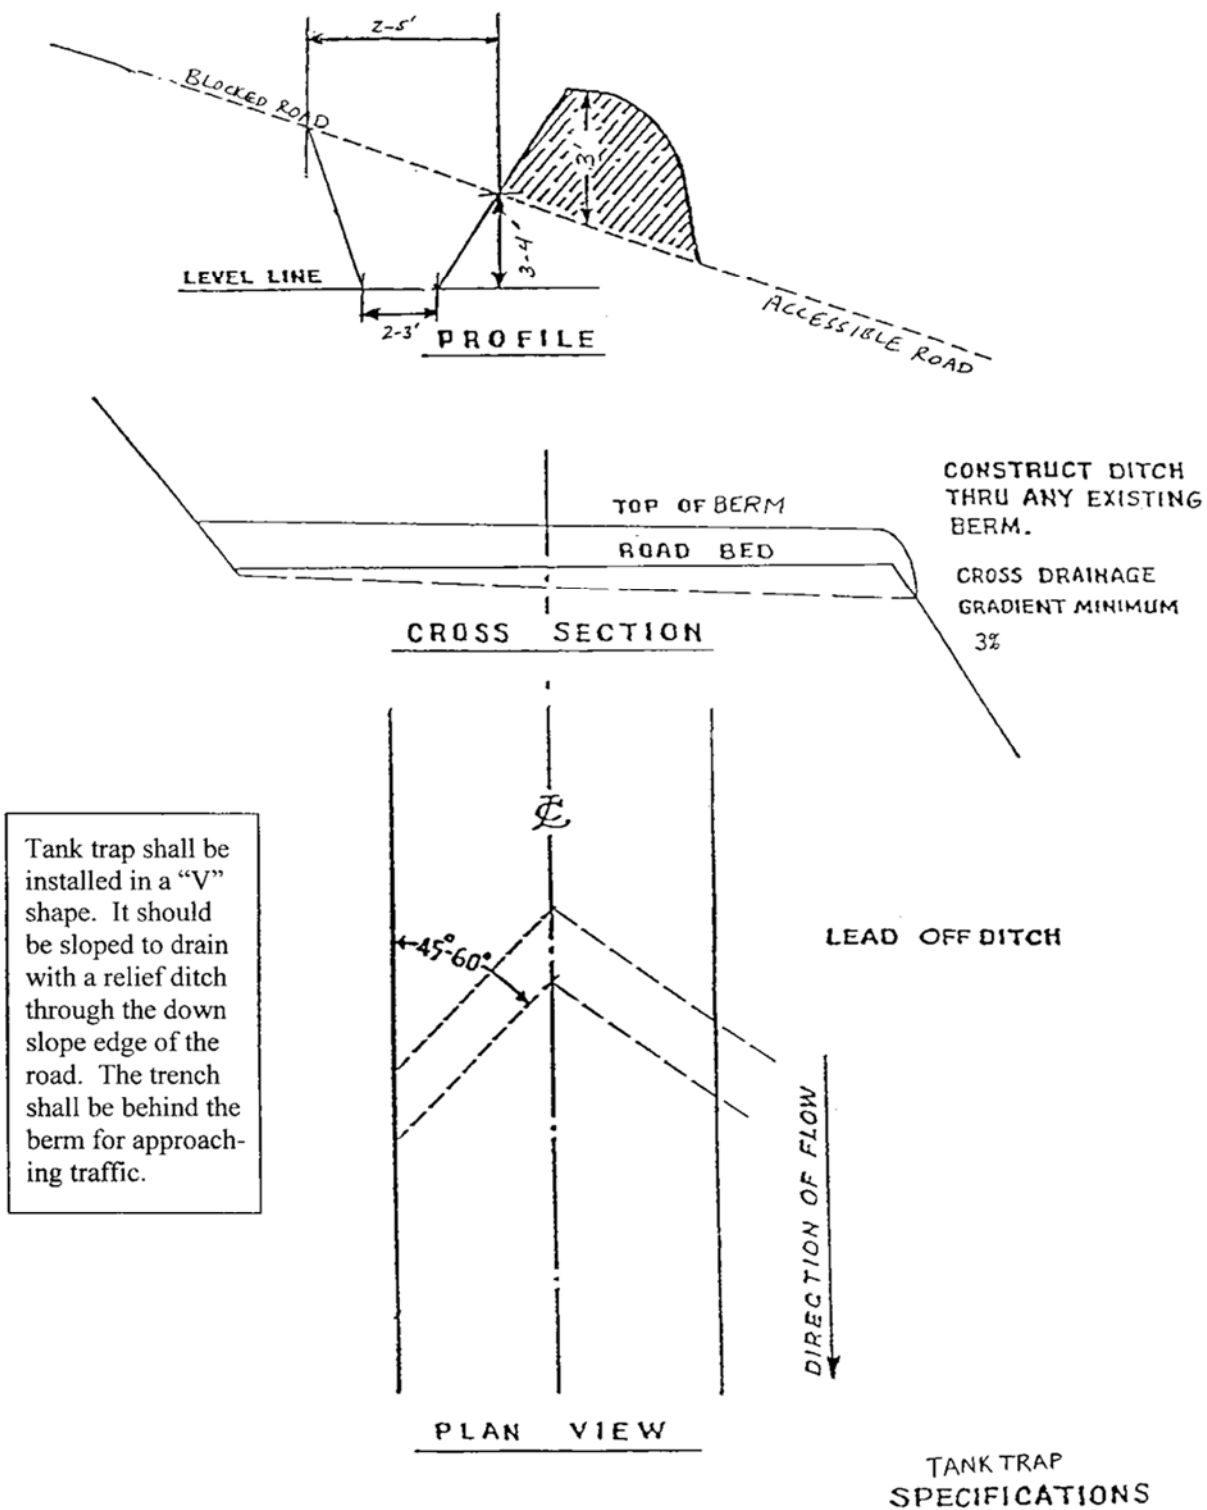 2-5'
BLOCKED ROAD
3'
3-4'
LEVEL LINE
2-3'
PROFILE
ACCESSIBLE ROAD
CONSTRUCT DITCH
THRU ANY EXISTING
BERM.
TOP OF BERM
ROAD BED
CROSS DRAINAGE
GRADIENT MINIMUM
3%
CROSS SECTION
℄
Tank trap shall be
installed in a “V”
shape. It should
be sloped to drain
with a relief ditch
through the down
slope edge of the
road. The trench
shall be behind the
berm for approach-
ing traffic.
45°-60°
LEAD OFF DITCH
DIRECTION OF FLOW
PLAN VIEW
TANK TRAP
SPECIFICATIONS